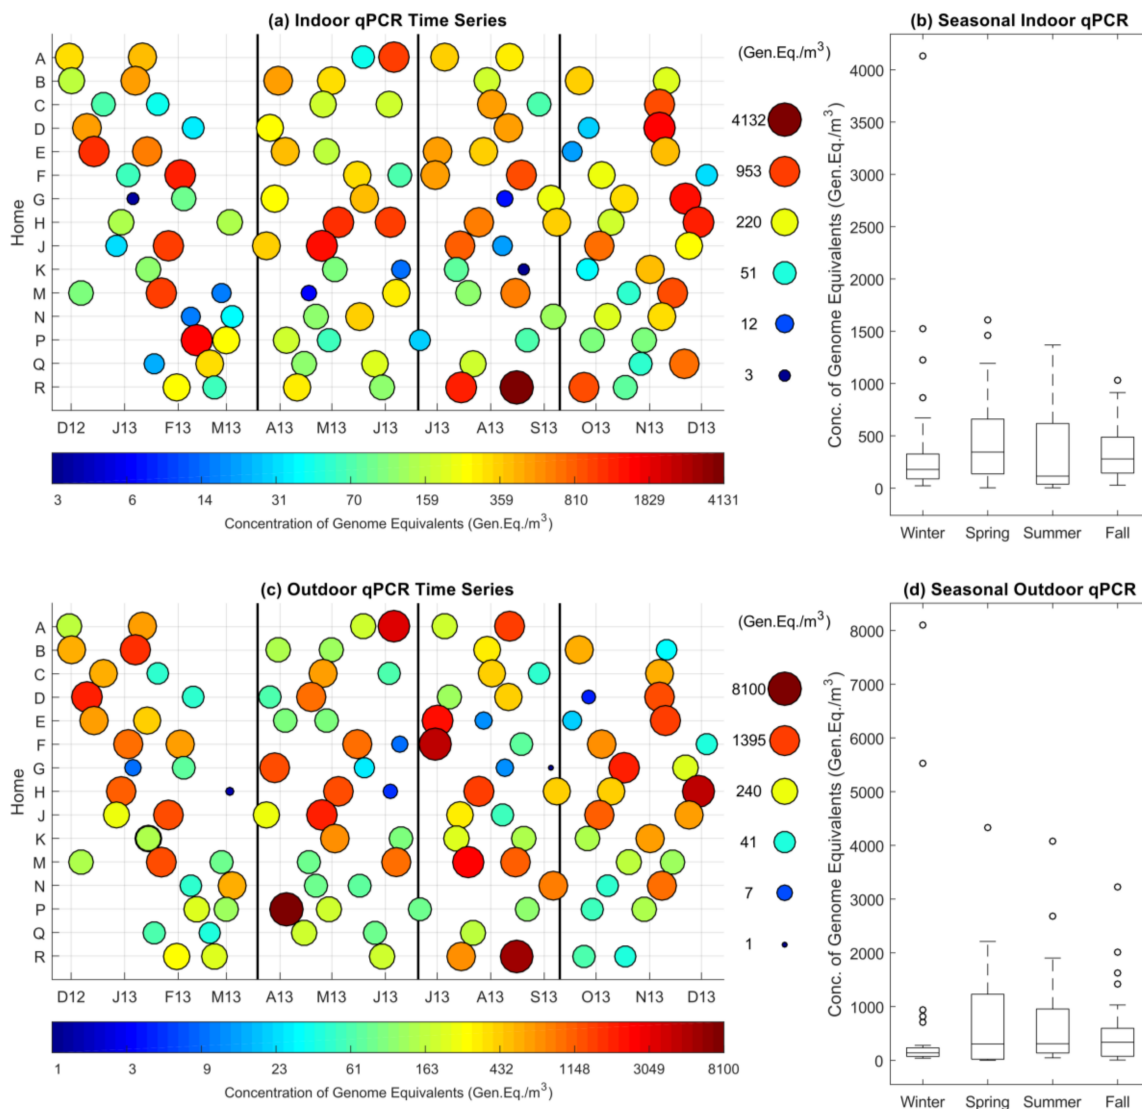 (a) Indoor qPCR Time Series
(Gen.Eq./m³)
A
B
C
D
E
F
G
H
J
K
M
N
P
Q
R
Home
4132
953
220
51
12
3
D12 J13 F13 M13 A13 M13 J13 J13 A13 S13 O13 N13 D13
3 6 14 31 70 159 359 810 1829 4131
Concentration of Genome Equivalents (Gen.Eq./m³)
(b) Seasonal Indoor qPCR
Conc. of Genome Equivalents (Gen.Eq./m³)
4000
3500
3000
2500
2000
1500
1000
500
0
Winter Spring Summer Fall
(c) Outdoor qPCR Time Series
(Gen.Eq./m³)
A
B
C
D
E
F
G
H
J
K
M
N
P
Q
R
Home
8100
1395
240
41
7
1
D12 J13 F13 M13 A13 M13 J13 J13 A13 S13 O13 N13 D13
1 3 9 23 61 163 432 1148 3049 8100
Concentration of Genome Equivalents (Gen.Eq./m³)
(d) Seasonal Outdoor qPCR
Conc. of Genome Equivalents (Gen.Eq./m³)
8000
7000
6000
5000
4000
3000
2000
1000
0
Winter Spring Summer Fall